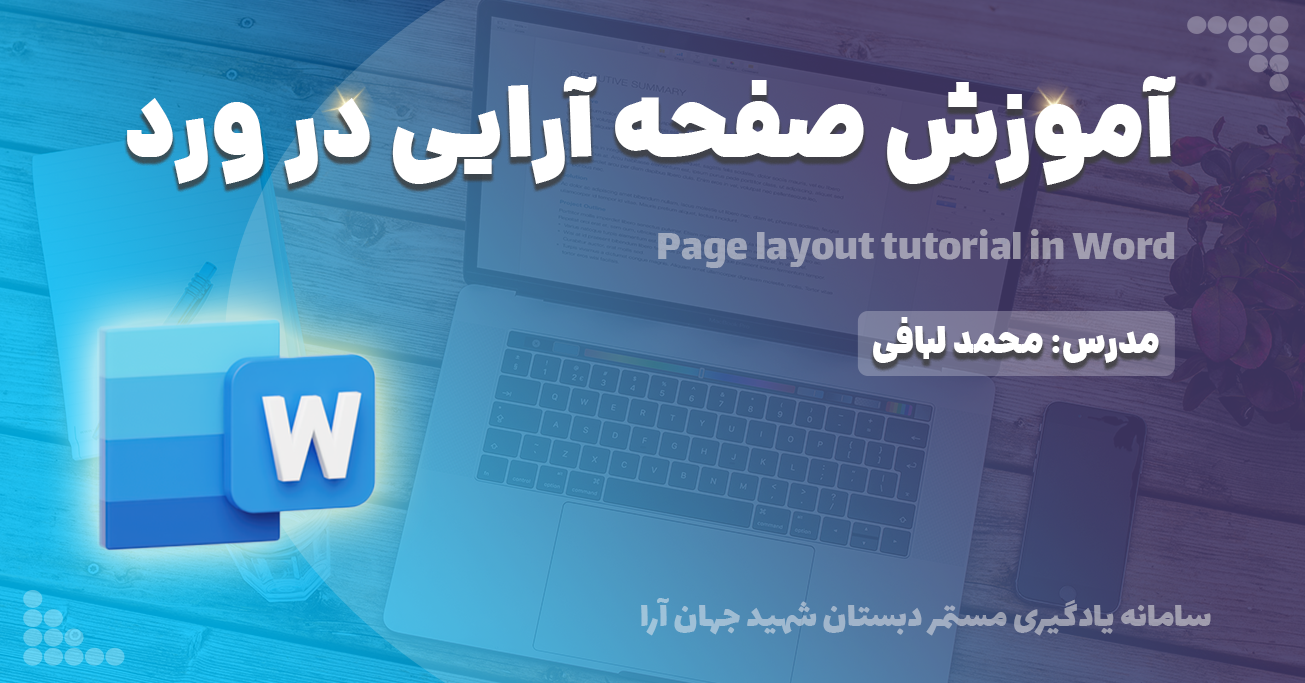 آموزش صفحه آرایی در ورد
Page layout tutorial in Word
مدرس: محمد لبافی
W
سامانه یادگیری مستمر دبستان شهید جهان آرا